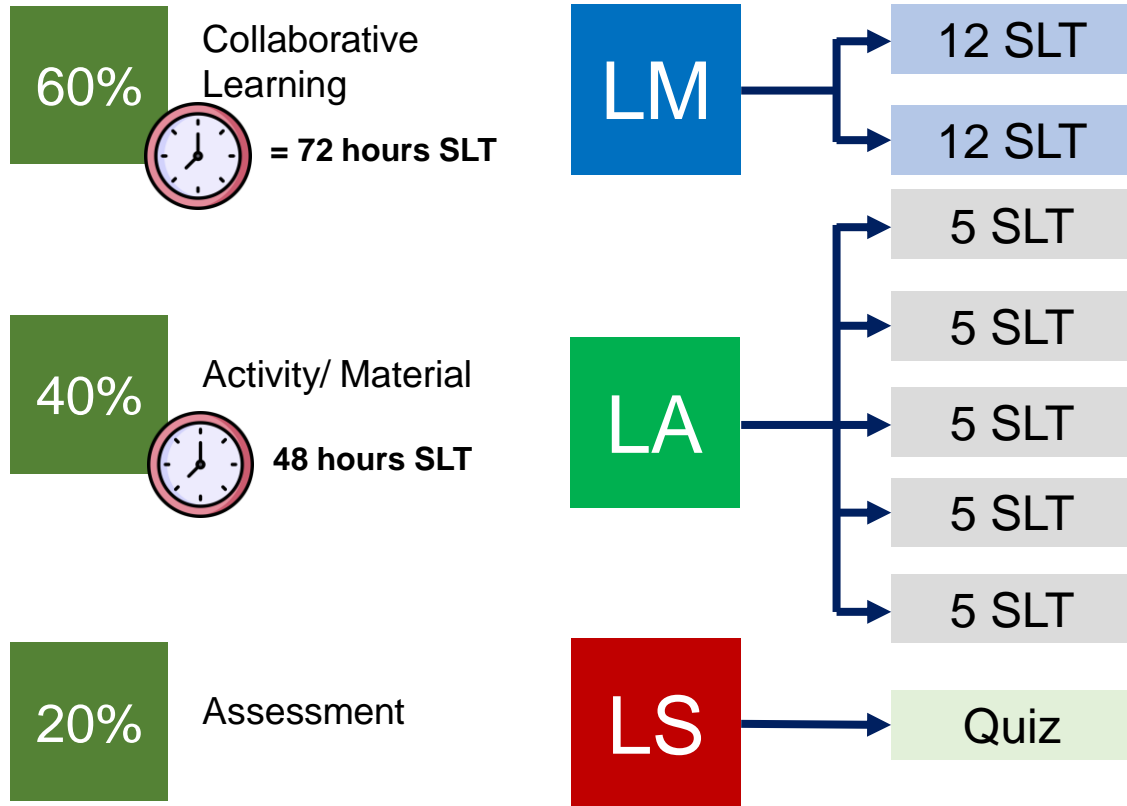 60%
Collaborative
Learning
= 72 hours SLT
40%
Activity/ Material
48 hours SLT
20%
Assessment
LM
12 SLT
12 SLT
LA
5 SLT
5 SLT
5 SLT
5 SLT
5 SLT
LS
Quiz